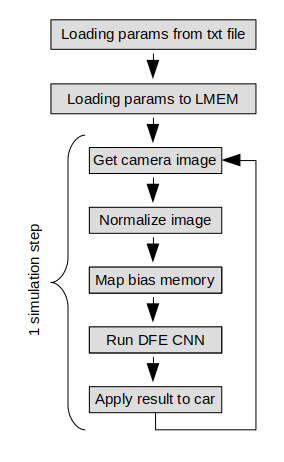 Loading params from txt file
Loading params to LMEM
Get camera image
Normalize image
Map bias memory
Run DFE CNN
Apply result to car
1 simulation step